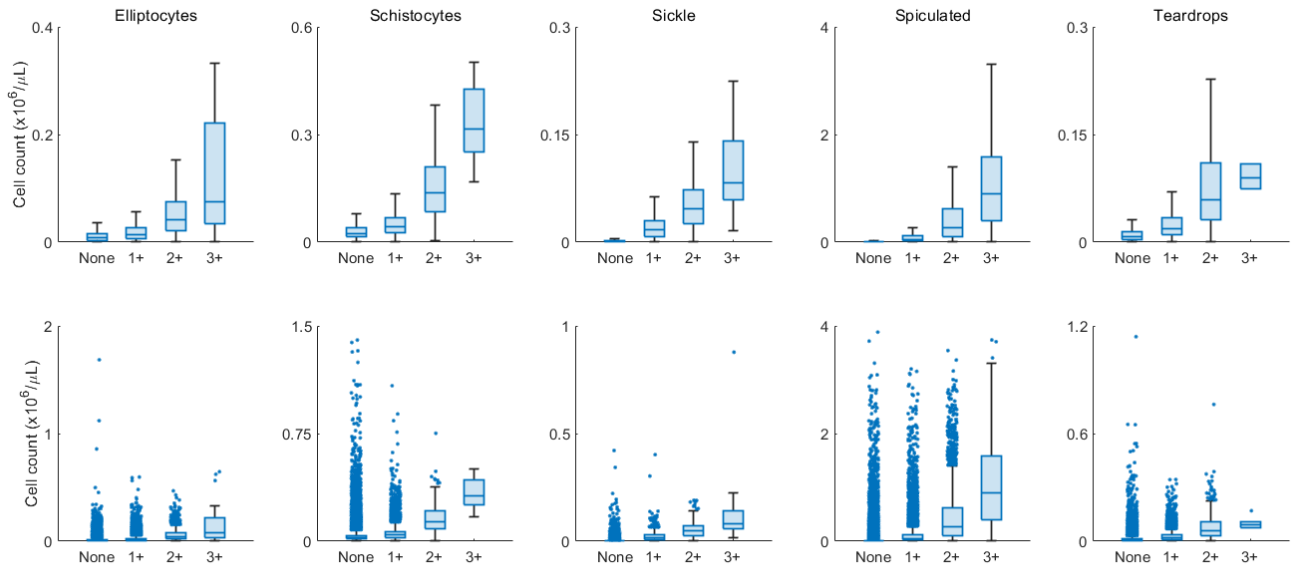 Elliptocytes
Schistocytes
Sickle
Spiculated
Teardrops
Cell count (x10^6/μL)
0.4
0.2
0
None 1+ 2+ 3+
0.6
0.3
0
None 1+ 2+ 3+
0.3
0.15
0
None 1+ 2+ 3+
4
2
0
None 1+ 2+ 3+
0.3
0.15
0
None 1+ 2+ 3+
Cell count (x10^6/μL)
2
1
0
None 1+ 2+ 3+
1.5
0.75
0
None 1+ 2+ 3+
1
0.5
0
None 1+ 2+ 3+
4
2
0
None 1+ 2+ 3+
1.2
0.6
0
None 1+ 2+ 3+